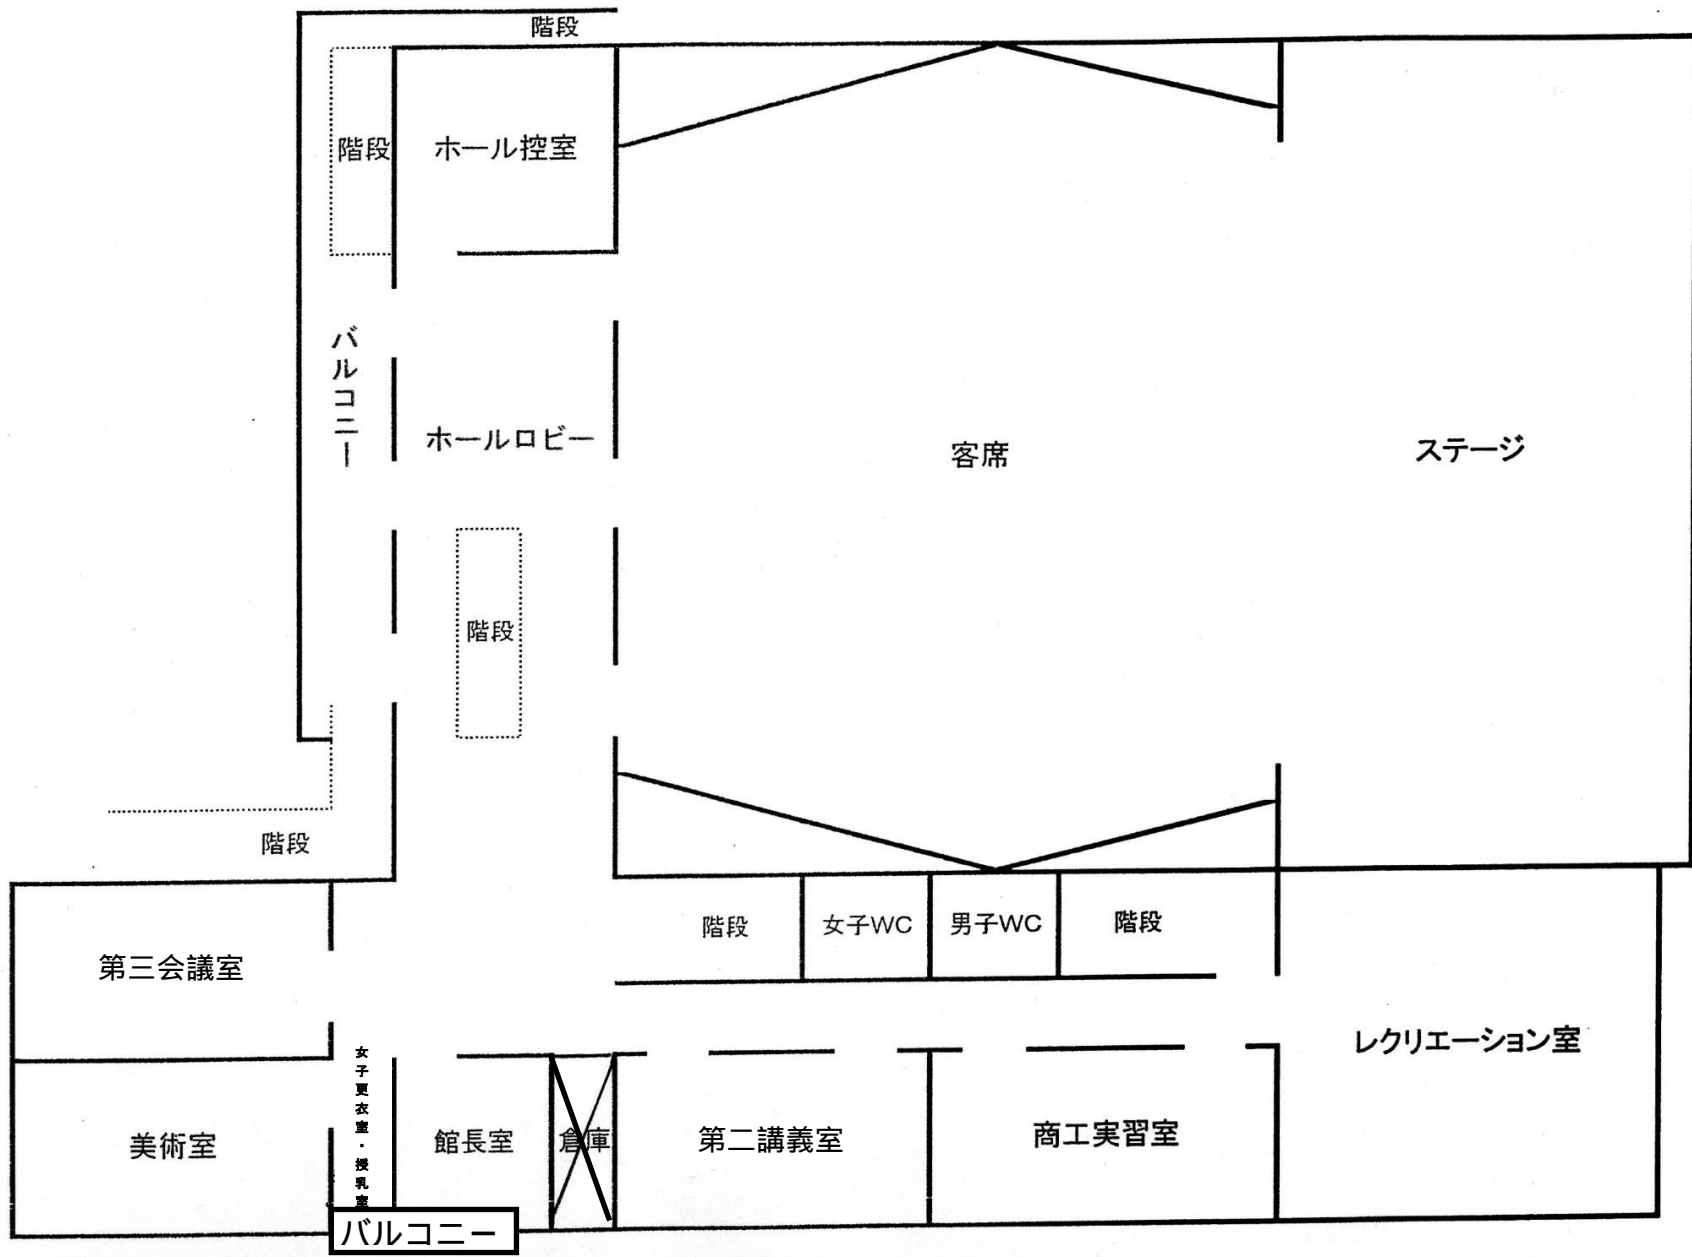 階段
階段
ホール控室
バルコニー
ホールロビー
客席
ステージ
階段
階段
階段
女子WC
男子WC
階段
第三会議室
レクリエーション室
女子更衣室・授乳室
美術室
館長室
倉庫
第二講義室
商工実習室
バルコニー